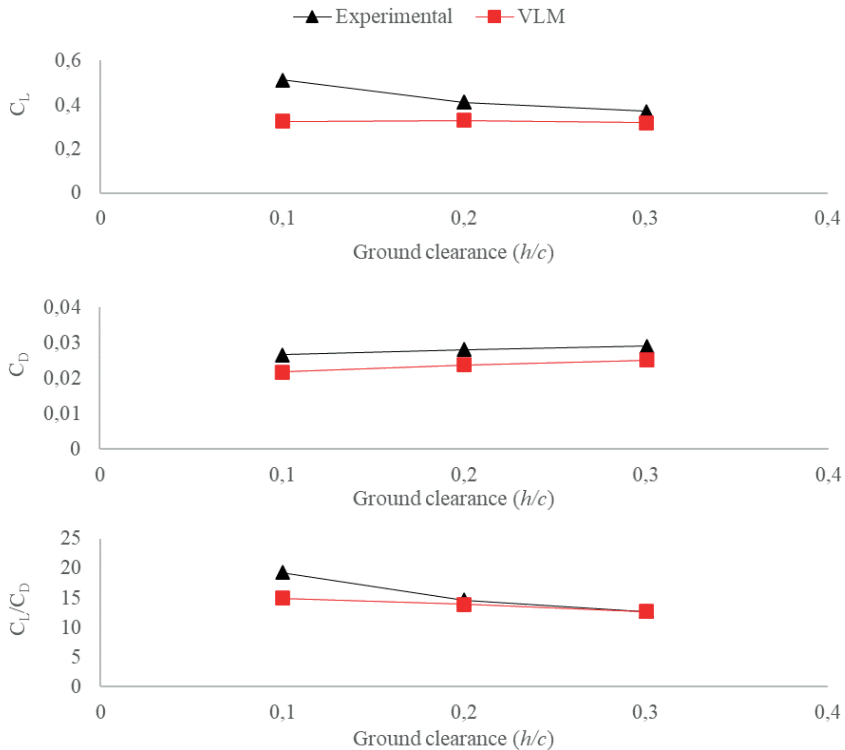 Experimental VLM
C_L
0,6
0,4
0,2
0
0 0,1 0,2 0,3 0,4
Ground clearance (h/c)
C_D
0,04
0,03
0,02
0,01
0
0 0,1 0,2 0,3 0,4
Ground clearance (h/c)
C_L/C_D
25
20
15
10
5
0
0 0,1 0,2 0,3 0,4
Ground clearance (h/c)